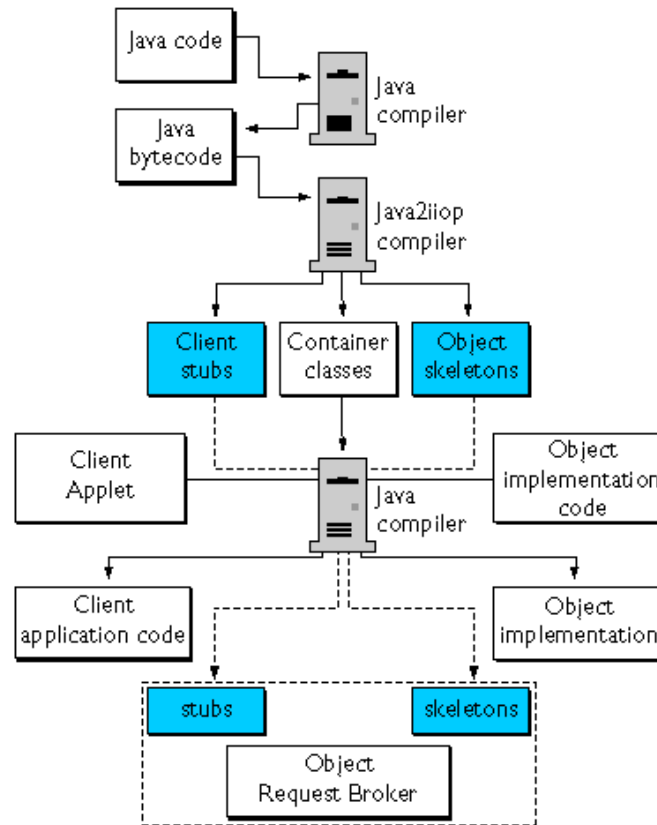 Java code
Java
compiler
Java
bytecode
Java2iiop
compiler
Client
stubs
Container
classes
Object
skeletons
Client
Applet
Java
compiler
Object
implementation
code
Client
application code
Object
implementation
stubs
skeletons
Object
Request Broker